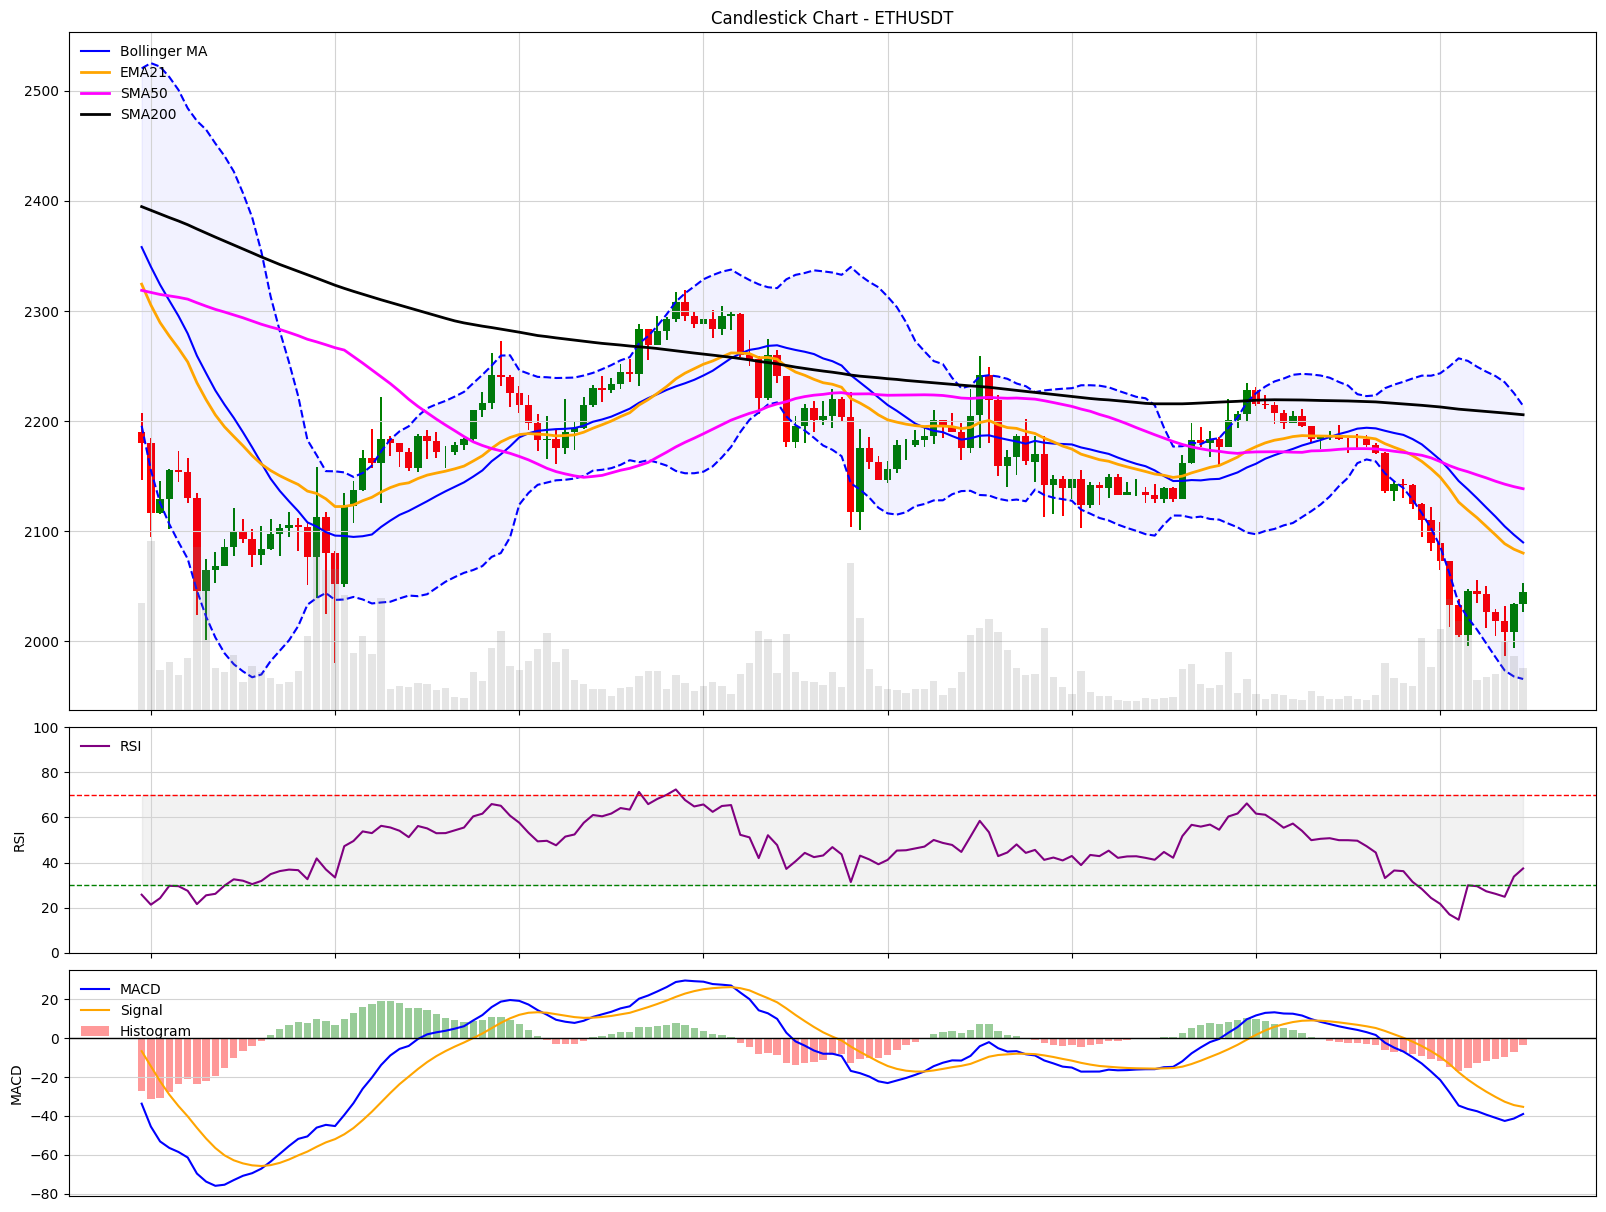 Candlestick Chart - ETHUSDT
Bollinger MA
EMA21
SMA50
SMA200
2500
2400
2300
2200
2100
2000
RSI
100
80
60
40
20
0
RSI
MACD
Signal
Histogram
20
0
−20
−40
−60
−80
MACD